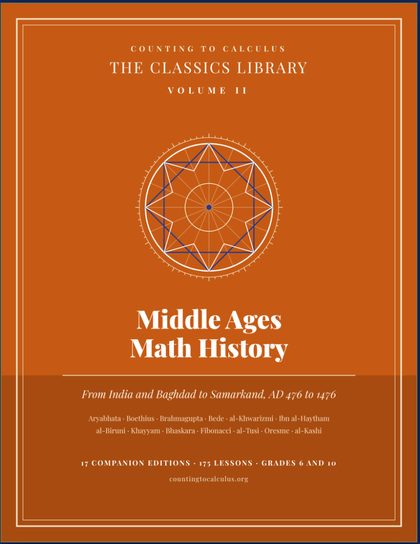 COUNTING TO CALCULUS
THE CLASSICS LIBRARY
VOLUME II
Middle Ages
Math History
From India and Baghdad to Samarkand, AD 476 to 1476
Aryabhata · Boethius · Brahmagupta · Bede · al-Khwarizmi · Ibn al-Haytham
al-Biruni · Khayyam · Bhaskara · Fibonacci · al-Tusi · Oresme · al-Kashi
17 COMPANION EDITIONS · 175 LESSONS · GRADES 6 AND 10
countingtocalculus.org